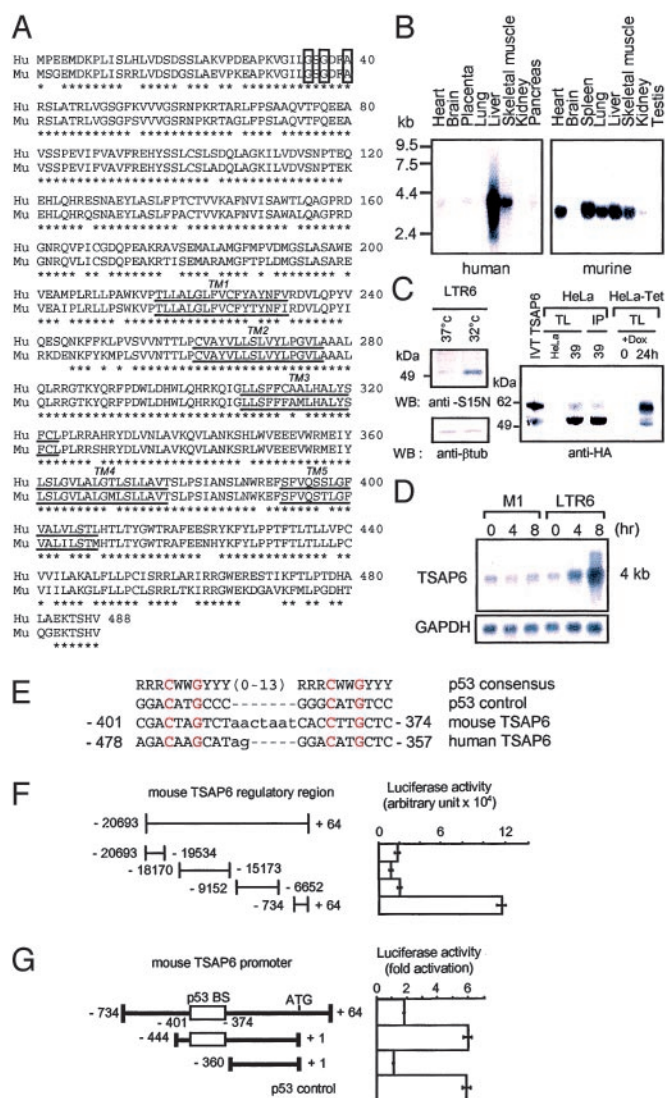 A
Hu MPEEMDKPLISLHLVDSDSSLAKVPDEAPKVGILGSGDFA 40
Mu MSGEMDKPLISRRLVDSDGSLAEVPKEAPKVGILGSGDFA
Hu RSLATRLVGSGFKVVVGSRNPKRTARLFPSAAQVTFQEEA 80
Mu RSLATRLVGSGFSVVVGSRNPKRTAGLFPSLAQVTFQEEA
Hu VSSPEVIFVAVFREHYSSLCSLSDQLAGKILVDVSNPTEQ 120
Mu VSSPEVIFVAVFREHYSSLCSLADQLAGKILVDVSNPTEK
Hu EHLQHRESNAEYLASLFPTCTVVKAFNVISAWTLQAGPRD 160
Mu EHLQHRQSNAEYLASLFPACTVVKAFNVISAWALQAGPRD
Hu GNRQVPICGDQPEAKRAVSEMALAMGFMPVDMGSLASAWE 200
Mu GNRQVLICSDQPEAKRTISEMARAMGFTPLDMGSLASARE
TM1
Hu VEAMPLRLLPAWKVPTLLALGLFVCFYAYNFVRDVLQPYV 240
Mu VEAIPLRLLPSWKVPTLLALGLFVCFYTYNFIRDVLQPYI
TM2
Hu QESQNKFFKLPVSVVNTTLPCVAYVLLSLVYLPGVLAAAL 280
Mu RKDENKFYKMPLSVVNTTLPCVAYVLLSLVYLPGVLAAAL
TM3
Hu QLRRGTKYQRFPDWLDHWLQHRKQIGLLSFFCAALHALYS 320
Mu QLRRGTKYQRFPDWLDHWLQHRKQIGLLSFFFAMLHALYS
Hu FCLPLRRAHRYDLVNLAVKQVLANKSHLWVEEEVWRMEIY 360
Mu FCLPLRRSHRYDLVNLAVKQVLANKSRLWVEEEVWRMEIY
TM4 TM5
Hu LSLGVLALGTLSLLAVTSLPSIANSLNWREFSFVQSSLGF 400
Mu LSLGVLALGMLSLLAVTSLPSIANSLNWKEFSFVQSTLGF
Hu VALVLSTLHTLTYGWTRAFEESRYKFYLPPTFTLTLLVPC 440
Mu VALILSTMHTLTYGWTRAFEENHYKFYLPPTFTLTLLLPC
Hu VVILAKALFLLPCISRRLARIRRGWERESTIKFTLPTDHA 480
Mu VIILAKGLFLLPCLSRRLTKIRRGWEKDGAVKFMLPGDHT
Hu LAEKTSHV 488
Mu QGEKTSHV
B
Heart Brain Placenta Lung Liver Skeletal muscle Kidney Pancreas
Heart Brain Spleen Lung Liver Skeletal muscle Kidney Testis
kb
9.5
7.5
4.4
2.4
human murine
C
LTR6
37°c 32°c
kDa
49
WB: anti -S15N
WB : anti-βtub
IVT TSAP6
HeLa HeLa-Tet
TL IP TL
HeLa 39 39
+Dox
0 24h
kDa
62
49
anti-HA
D
M1 LTR6
0 4 8 0 4 8 (hr)
TSAP6 4 kb
GAPDH
E
RRRCWWGYYY(0-13) RRRCWWGYYY p53 consensus
GGACATGCCC-------GGGCATGTCC p53 control
- 401 CGACTAGTCTaactaatCACCTTGCTC- 374 mouse TSAP6
- 478 AGACAAGCATag-----GGACATGCTC- 357 human TSAP6
F
mouse TSAP6 regulatory region
Luciferase activity
(arbitrary unit x 10⁴)
0 12
- 20693 + 64
- 20693 - 19534
- 18170 - 15173
- 9152 - 6652
- 734 + 64
G
mouse TSAP6 promoter
Luciferase activity
(fold activation)
0 2 4 6
p53 BS ATG
- 734 + 64
- 401 - 374
- 444 + 1
- 360 + 1
p53 control